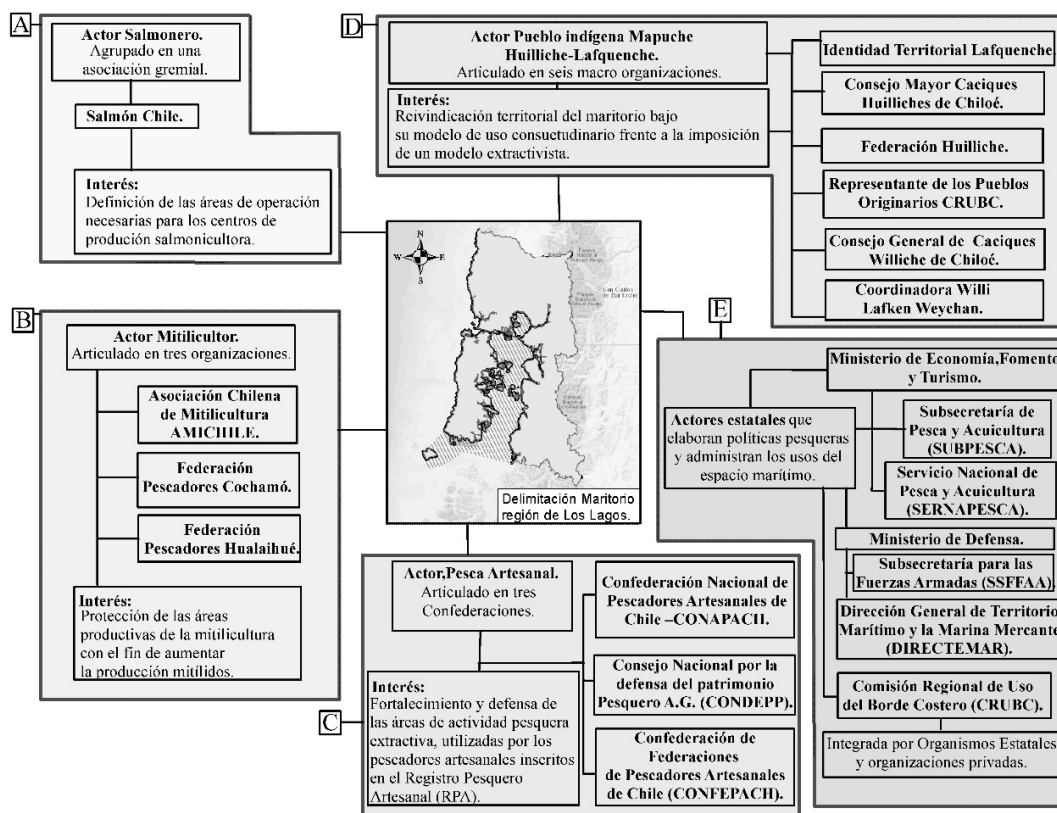 A
Actor Salmonero.
Agrupado en una
asociación gremial.
Salmón Chile.
Interés:
Definición de las áreas de operación
necesarias para los centros de
produción salmonicultora.
B
Actor Mitilicultor.
Articulado en tres organizaciones.
Asociación Chilena
de Mitilicultura
AMICHILE.
Federación
Pescadores Cochamó.
Federación
Pescadores Hualaihué.
Interés:
Protección de las áreas
productivas de la mitilicultura
con el fin de aumentar
la producción mitílidos.
N
W
E
S
San Carlos
de Bariloche
Delimitación Maritorio
región de Los Lagos.
C
Actor,Pesca Artesanal.
Articulado en tres
Confederaciones.
Interés:
Fortalecimiento y defensa de
las áreas de actividad pesquera
extractiva, utilizadas por los
pescadores artesanales inscritos
en el Registro Pesquero
Artesanal (RPA).
Confederación Nacional de
Pescadores Artesanales de
Chile –CONAPACH.
Consejo Nacional por la
defensa del patrimonio
Pesquero A.G. (CONDEPP).
Confederación de
Federaciones
de Pescadores Artesanales
de Chile (CONFEPACH).
D
Actor Pueblo indígena Mapuche
Huilliche-Lafquenche.
Articulado en seis macro organizaciones.
Interés:
Reivindicación territorial del maritorio bajo
su modelo de uso consuetudinario frente a la imposición
de un modelo extractivista.
Identidad Territorial Lafquenche.
Consejo Mayor Caciques
Huilliches de Chiloé.
Federación Huilliche.
Representante de los Pueblos
Originarios CRUBC.
Consejo General de Caciques
Williche de Chiloé.
Coordinadora Willi
Lafken Weychan.
E
Actores estatales que
elaboran políticas pesqueras
y administran los usos del
espacio marítimo.
Ministerio de Economía,Fomento
y Turismo.
Subsecretaría de
Pesca y Acuicultura
(SUBPESCA).
Servicio Nacional de
Pesca y Acuicultura
(SERNAPESCA).
Ministerio de Defensa.
Subsecretaría para las
Fuerzas Armadas (SSFFAA).
Dirección General de Territorio
Marítimo y la Marina Mercante
(DIRECTEMAR).
Comisión Regional de Uso
del Borde Costero (CRUBC).
Integrada por Organismos Estatales
y organizaciones privadas.